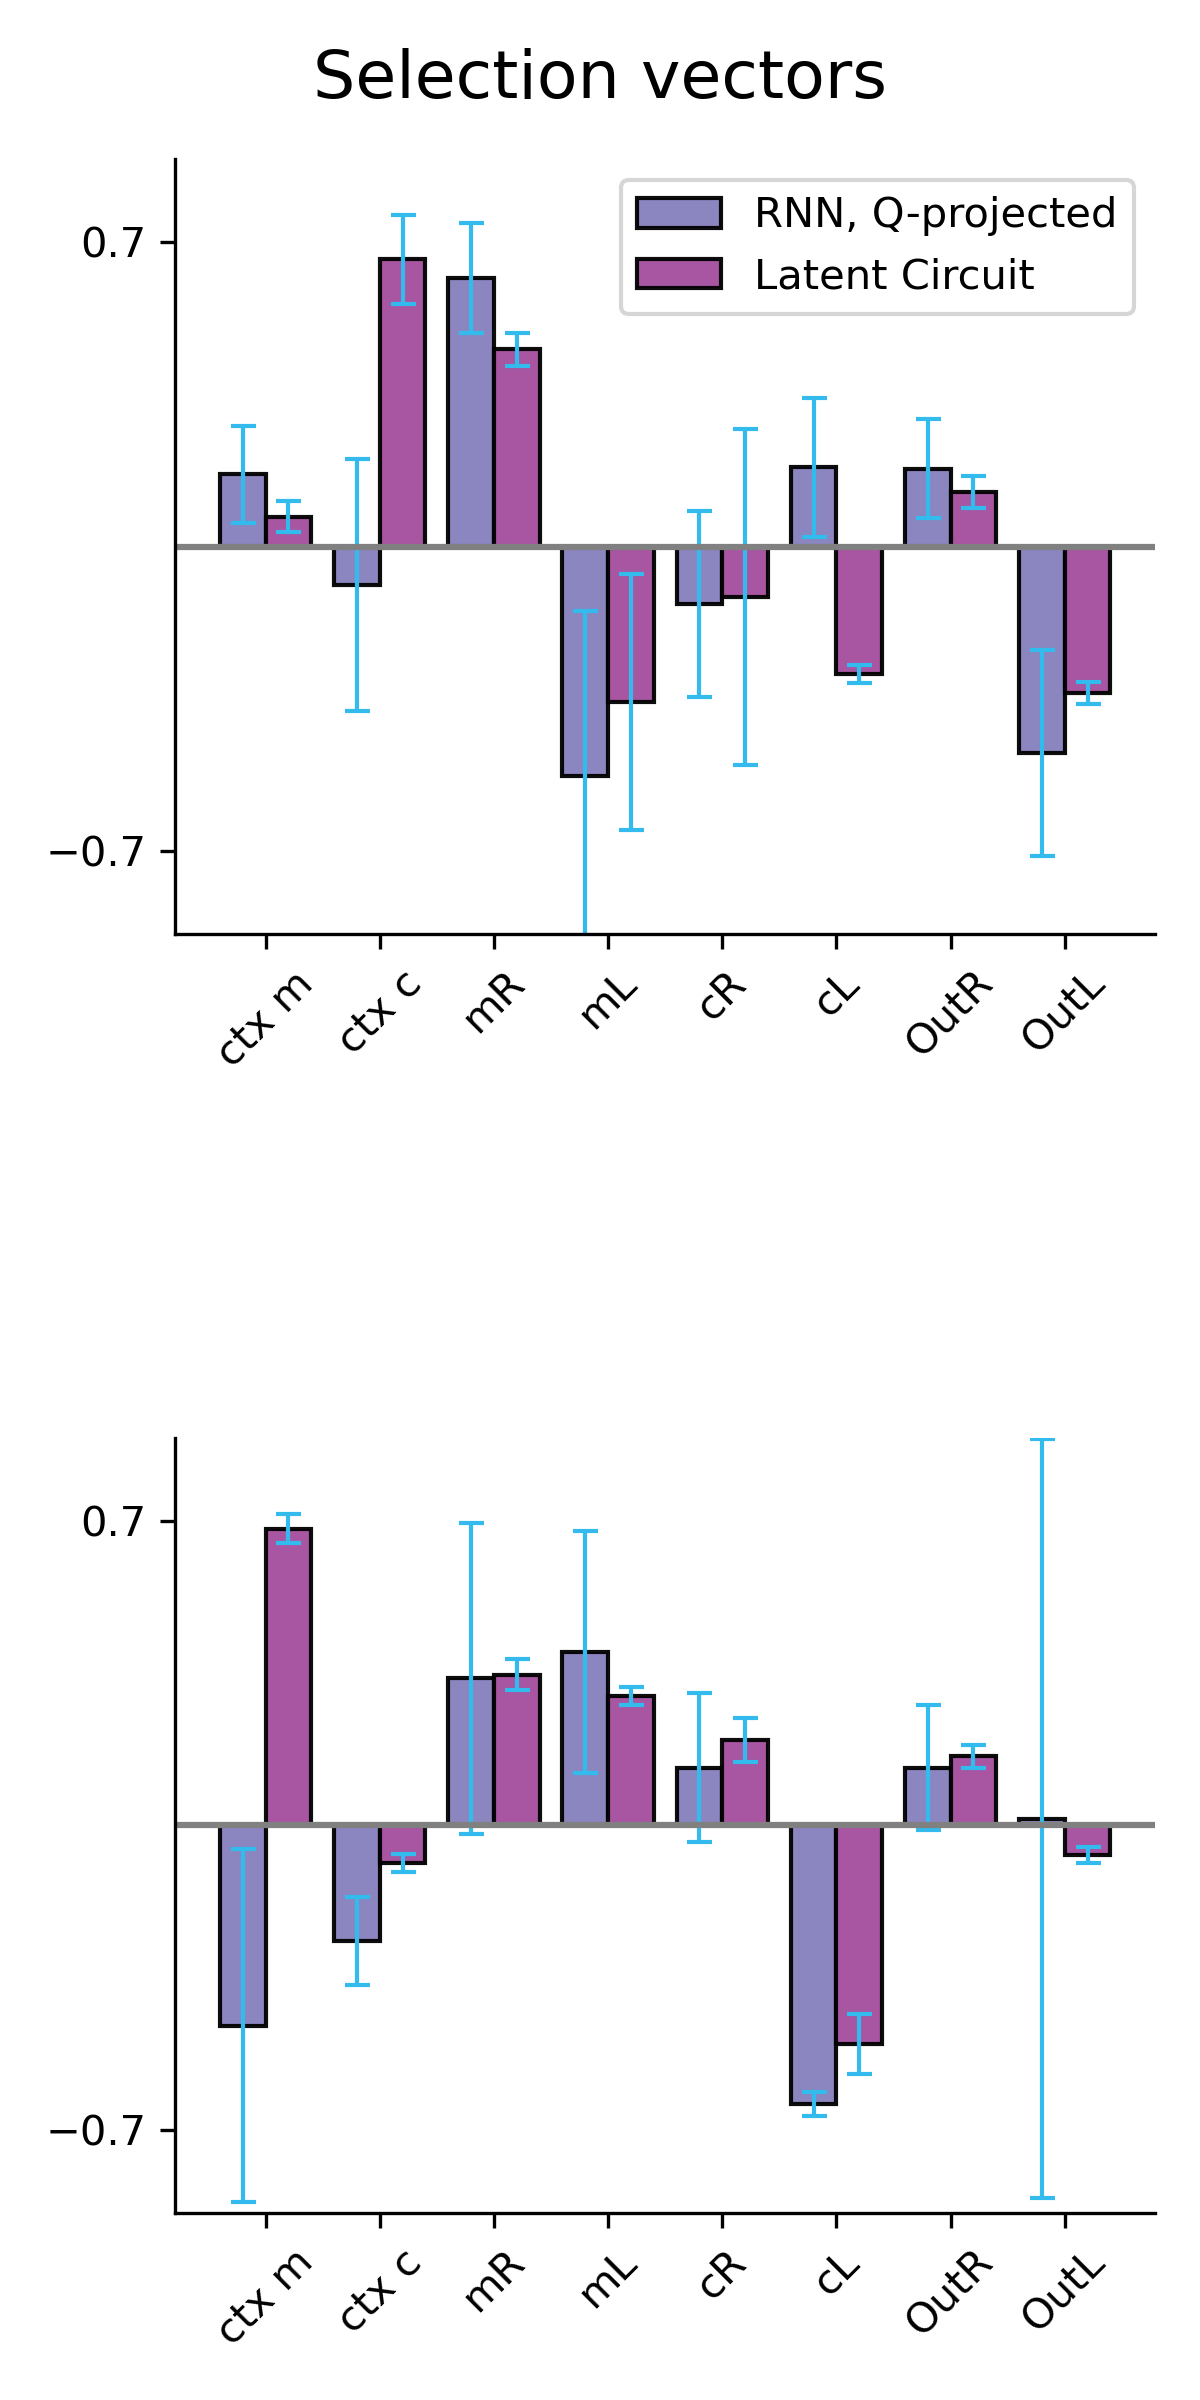 Selection vectors
RNN, Q-projected
Latent Circuit
0.7
−0.7
ctx m
ctx c
mR
mL
cR
cL
OutR
OutL
0.7
−0.7
ctx m
ctx c
mR
mL
cR
cL
OutR
OutL